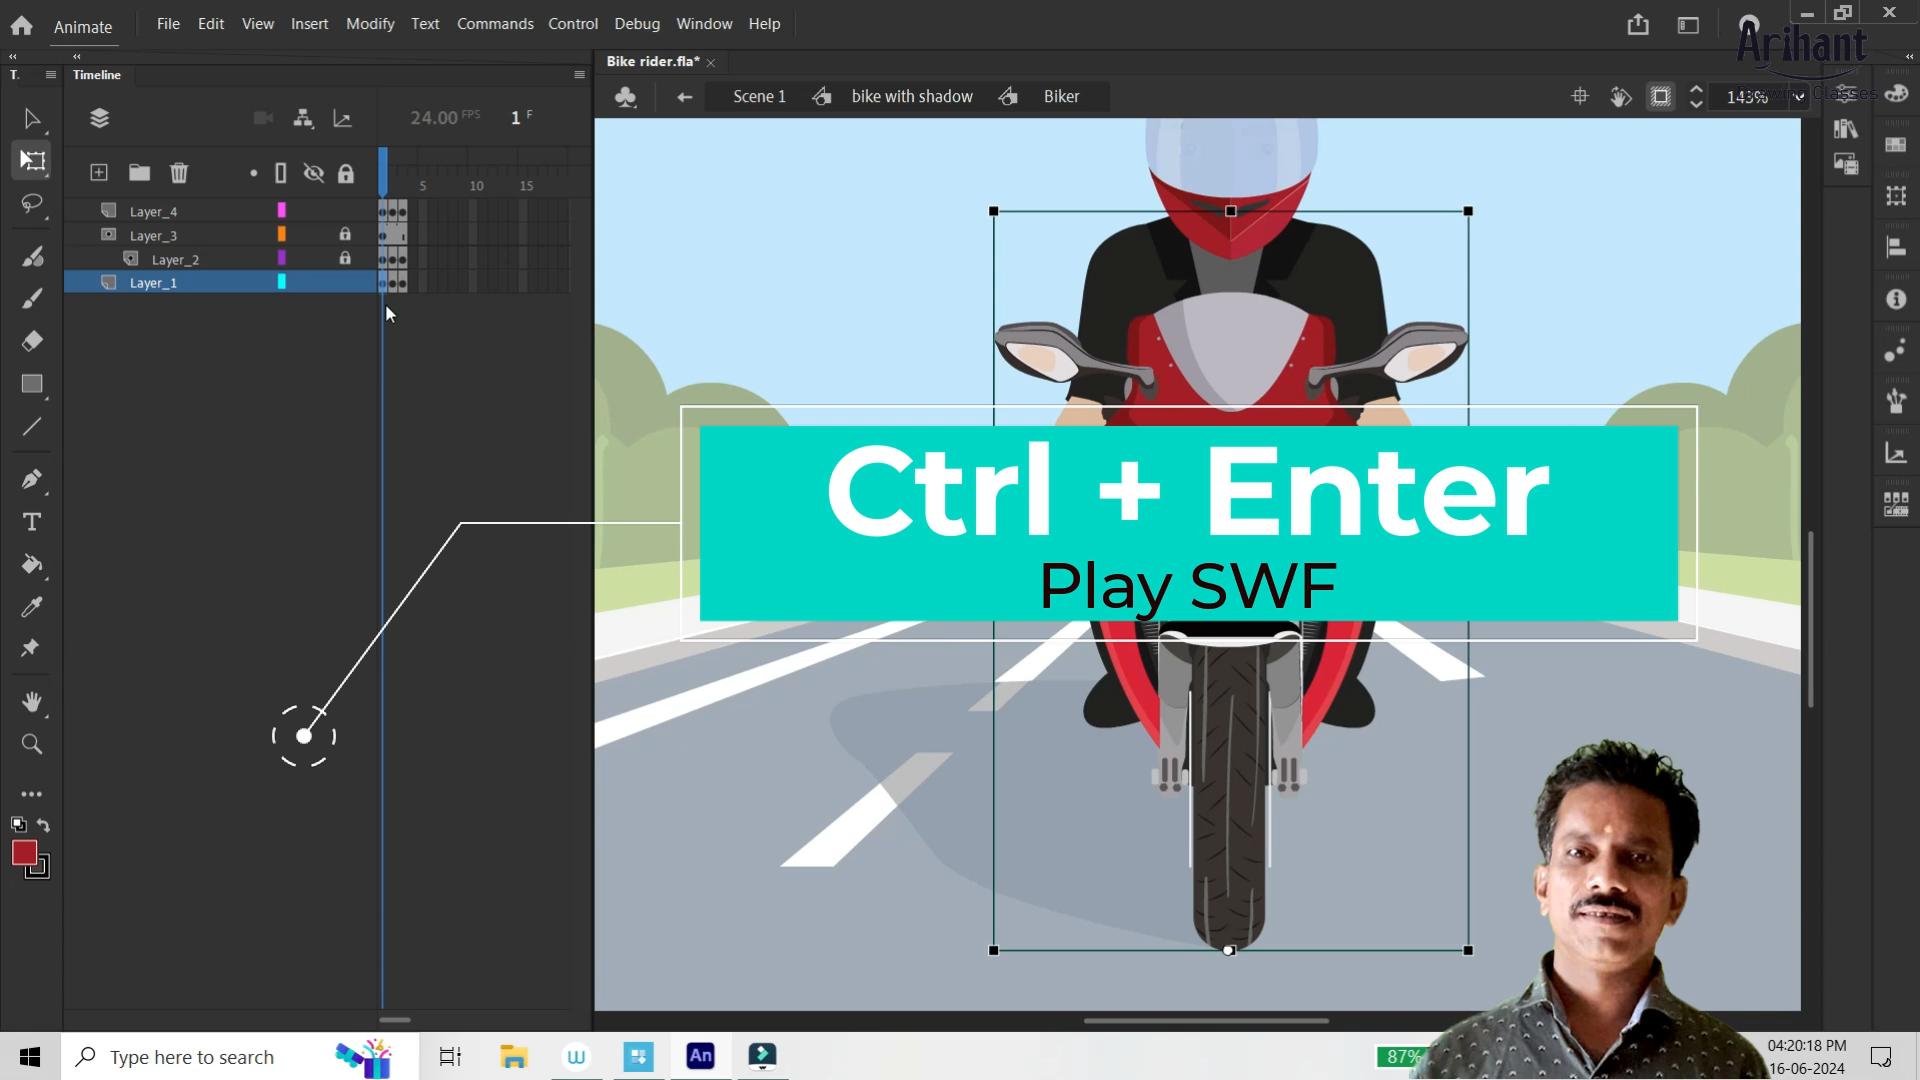 Animate
File Edit View Insert Modify Text Commands Control Debug Window Help
Arihant
T.
Timeline
Bike rider.fla*
Scene 1 bike with shadow Biker
143%
24.00 FPS 1 F
5 10 15
Layer_4
Layer_3
Layer_2
Layer_1
Ctrl + Enter
Play SWF
Type here to search
W
An
87%
04:20:18 PM
16-06-2024